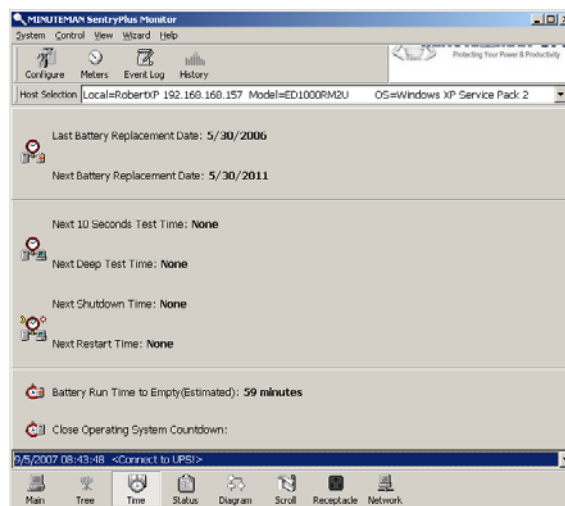 MINUTEMAN SentryPlus Monitor
System Control View Wizard Help
Protecting Your Power & Productivity
Configure Meters Event Log History
Host Selection Local=RobertXP 192.168.168.157 Model=ED1000RM2U OS=Windows XP Service Pack 2
Last Battery Replacement Date: 5/30/2006
Next Battery Replacement Date: 5/30/2011
Next 10 Seconds Test Time: None
Next Deep Test Time: None
Next Shutdown Time: None
Next Restart Time: None
Battery Run Time to Empty(Estimated): 59 minutes
Close Operating System Countdown:
9/5/2007 08:43:48 <Connect to UPS!>
Main Tree Time Status Diagram Scroll Receptacle Network